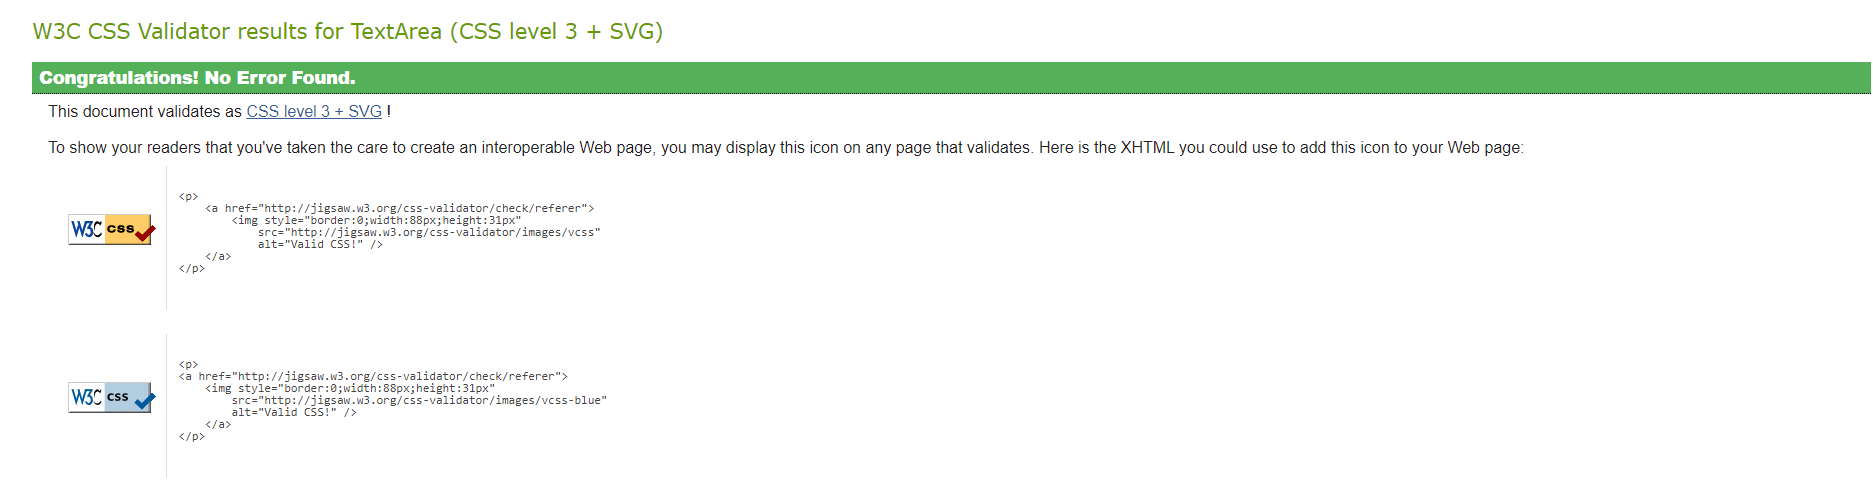 W3C CSS Validator results for TextArea (CSS level 3 + SVG)
Congratulations! No Error Found.
This document validates as CSS level 3 + SVG !
To show your readers that you've taken the care to create an interoperable Web page, you may display this icon on any page that validates. Here is the XHTML you could use to add this icon to your Web page:
W3C css
<p>
    <a href="http://jigsaw.w3.org/css-validator/check/referer">
        <img style="border:0;width:88px;height:31px"
            src="http://jigsaw.w3.org/css-validator/images/vcss"
            alt="Valid CSS!" />
    </a>
</p>
W3C css
<p>
<a href="http://jigsaw.w3.org/css-validator/check/referer">
    <img style="border:0;width:88px;height:31px"
        src="http://jigsaw.w3.org/css-validator/images/vcss-blue"
        alt="Valid CSS!" />
    </a>
</p>